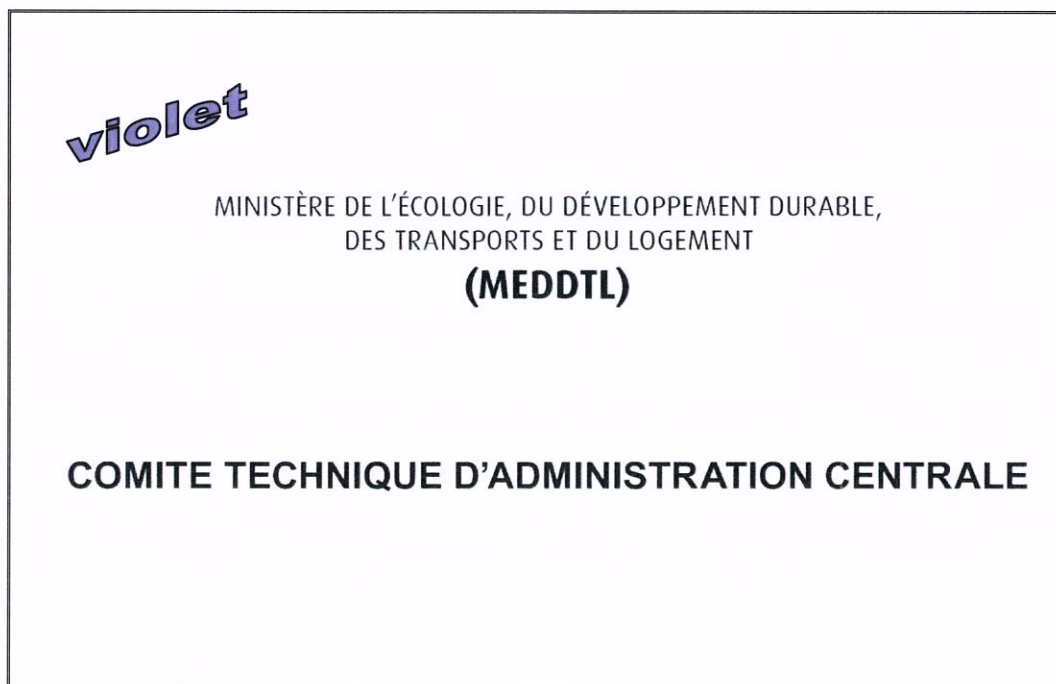 violet
MINISTÈRE DE L'ÉCOLOGIE, DU DÉVELOPPEMENT DURABLE,
DES TRANSPORTS ET DU LOGEMENT
(MEDDTL)
COMITE TECHNIQUE D'ADMINISTRATION CENTRALE